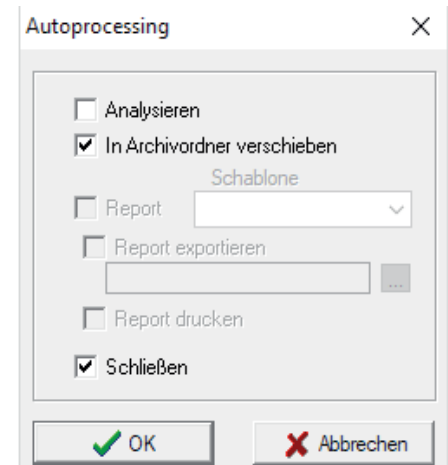 Autoprocessing
Analysieren
In Archivordner verschieben
Schablone
Report
Report exportieren
...
Report drucken
Schließen
OK
Abbrechen